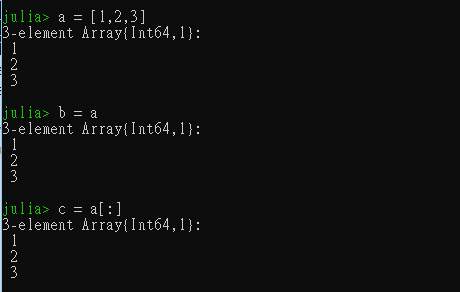 julia> a = [1,2,3]
3-element Array{Int64,1}:
1
2
3
julia> b = a
3-element Array{Int64,1}:
1
2
3
julia> c = a[:]
3-element Array{Int64,1}:
1
2
3